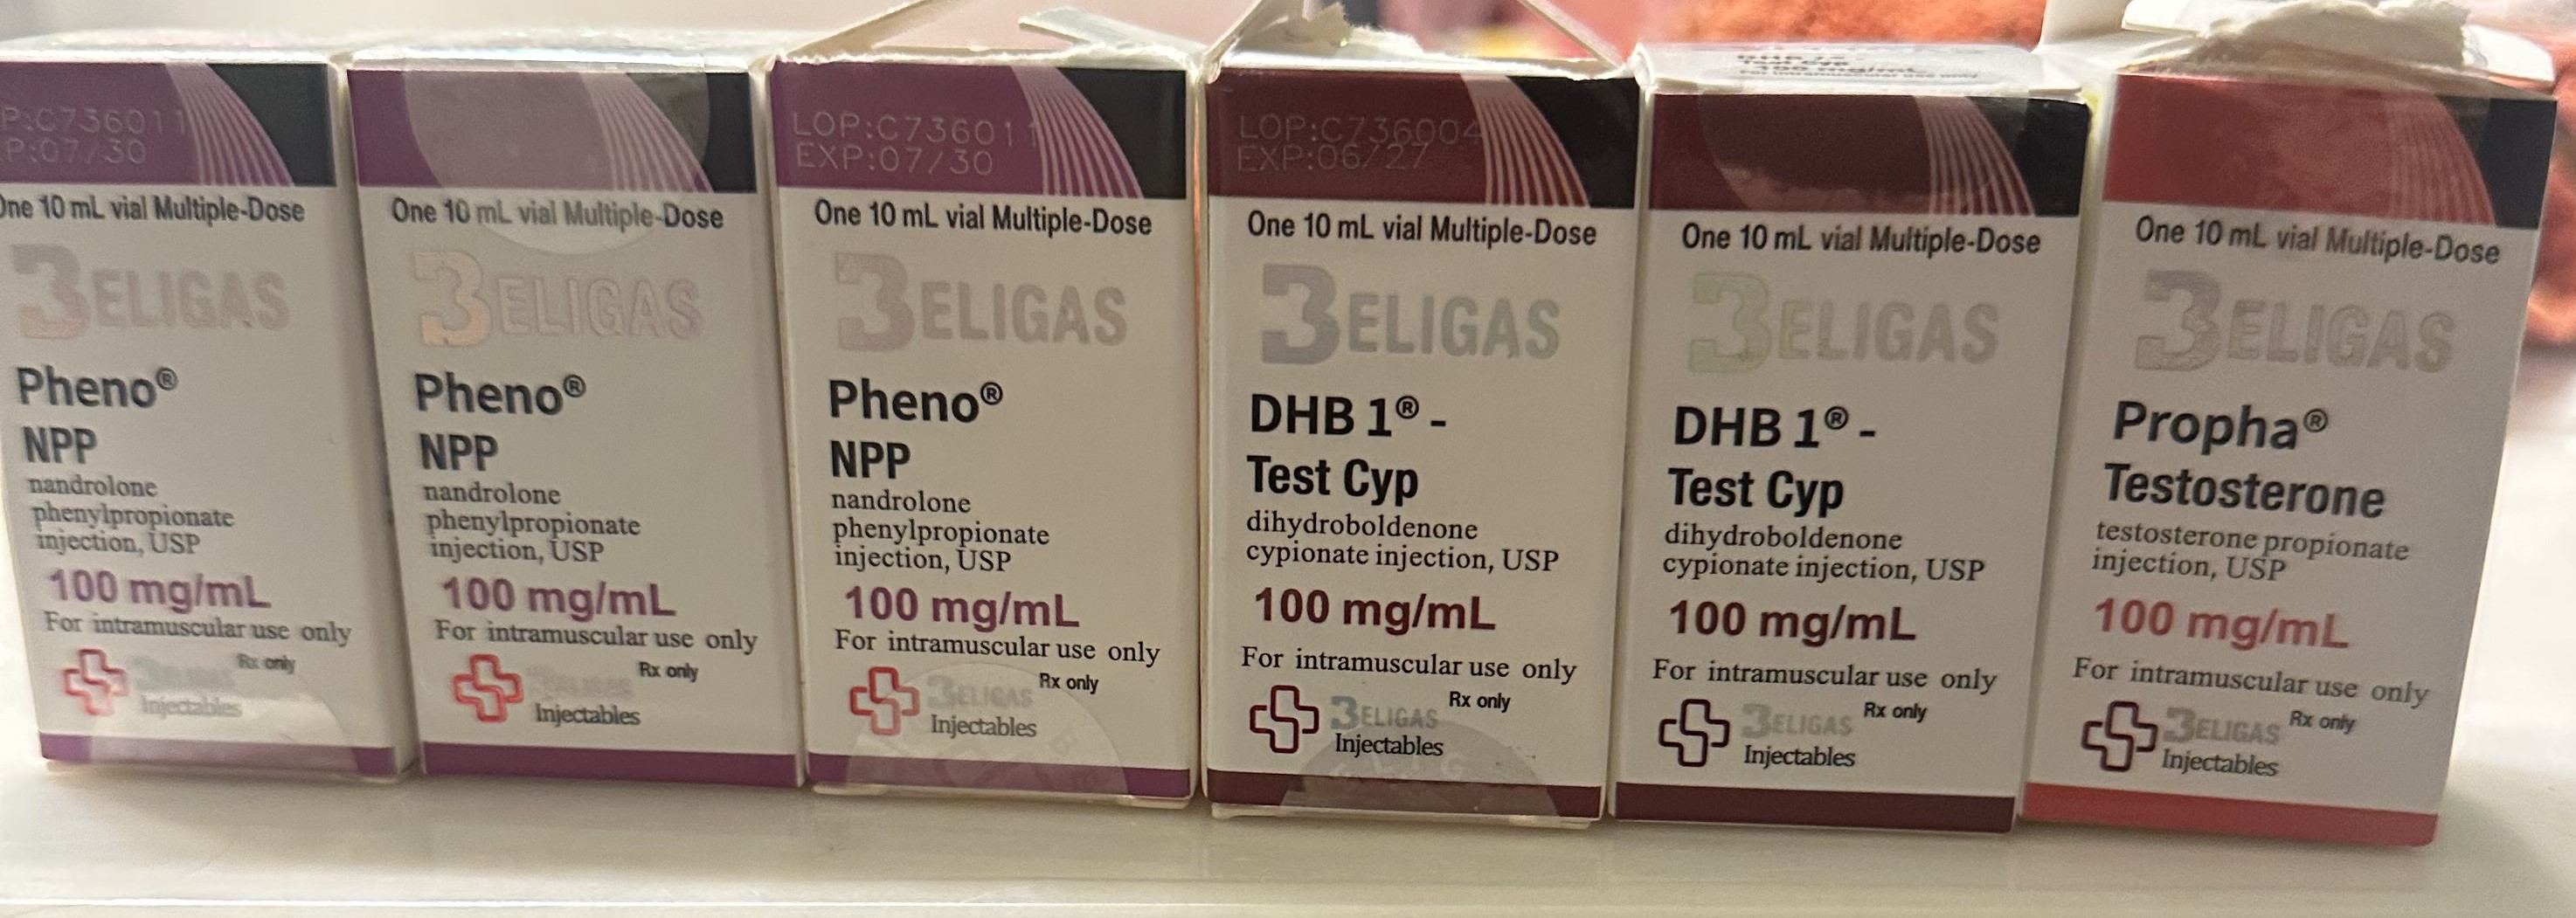 P:C736011
P:07/30
One 10 mL vial Multiple-Dose
BELIGAS
Pheno®
NPP
nandrolone
phenylpropionate
injection, USP
100 mg/mL
For intramuscular use only
Rx only
Injectables
One 10 mL vial Multiple-Dose
BELIGAS
Pheno®
NPP
nandrolone
phenylpropionate
injection, USP
100 mg/mL
For intramuscular use only
Rx only
BELIGAS
Injectables
LOP:C736011
EXP:07/30
One 10 mL vial Multiple-Dose
BELIGAS
Pheno®
NPP
nandrolone
phenylpropionate
injection, USP
100 mg/mL
For intramuscular use only
Rx only
BELIGAS
Injectables
LOP:C736004
EXP:06/27
One 10 mL vial Multiple-Dose
BELIGAS
DHB 1® -
Test Cyp
dihydroboldenone
cypionate injection, USP
100 mg/mL
For intramuscular use only
Rx only
BELIGAS
Injectables
For intramuscular use only
One 10 mL vial Multiple-Dose
BELIGAS
DHB 1® -
Test Cyp
dihydroboldenone
cypionate injection, USP
100 mg/mL
For intramuscular use only
Rx only
BELIGAS
Injectables
One 10 mL vial Multiple-Dose
BELIGAS
Propha®
Testosterone
testosterone propionate
injection, USP
100 mg/mL
For intramuscular use only
Rx only
BELIGAS
Injectables